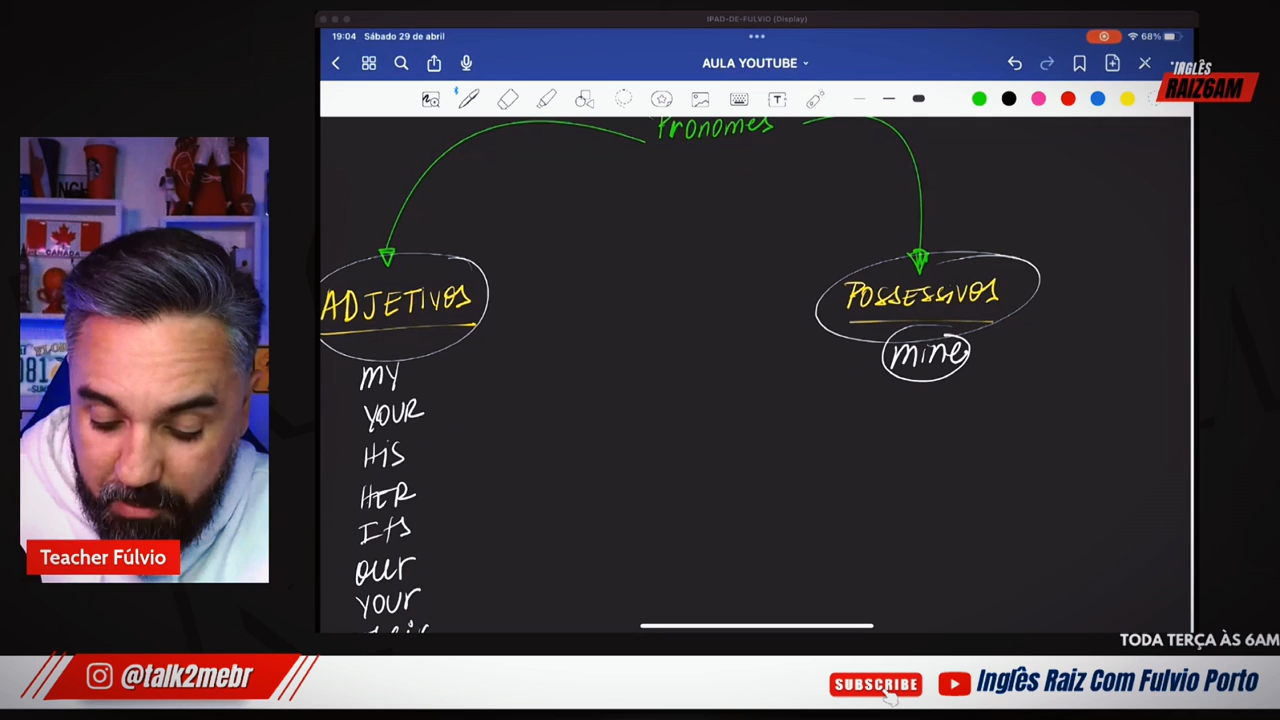 IPAD-DE-FULVIO (Display)
19:04 Sábado 29 de abril
68%
AULA YOUTUBE
INGLÊS
RAIZ6AM
Pronomes
ADJETIVOS
POSSESSIVOS
mine
MY
YOUR
HIS
HER
Its
our
your
CANADA
Teacher Fúlvio
TODA TERÇA ÀS 6AM
@talk2mebr
SUBSCRIBE
Inglês Raiz Com Fulvio Porto